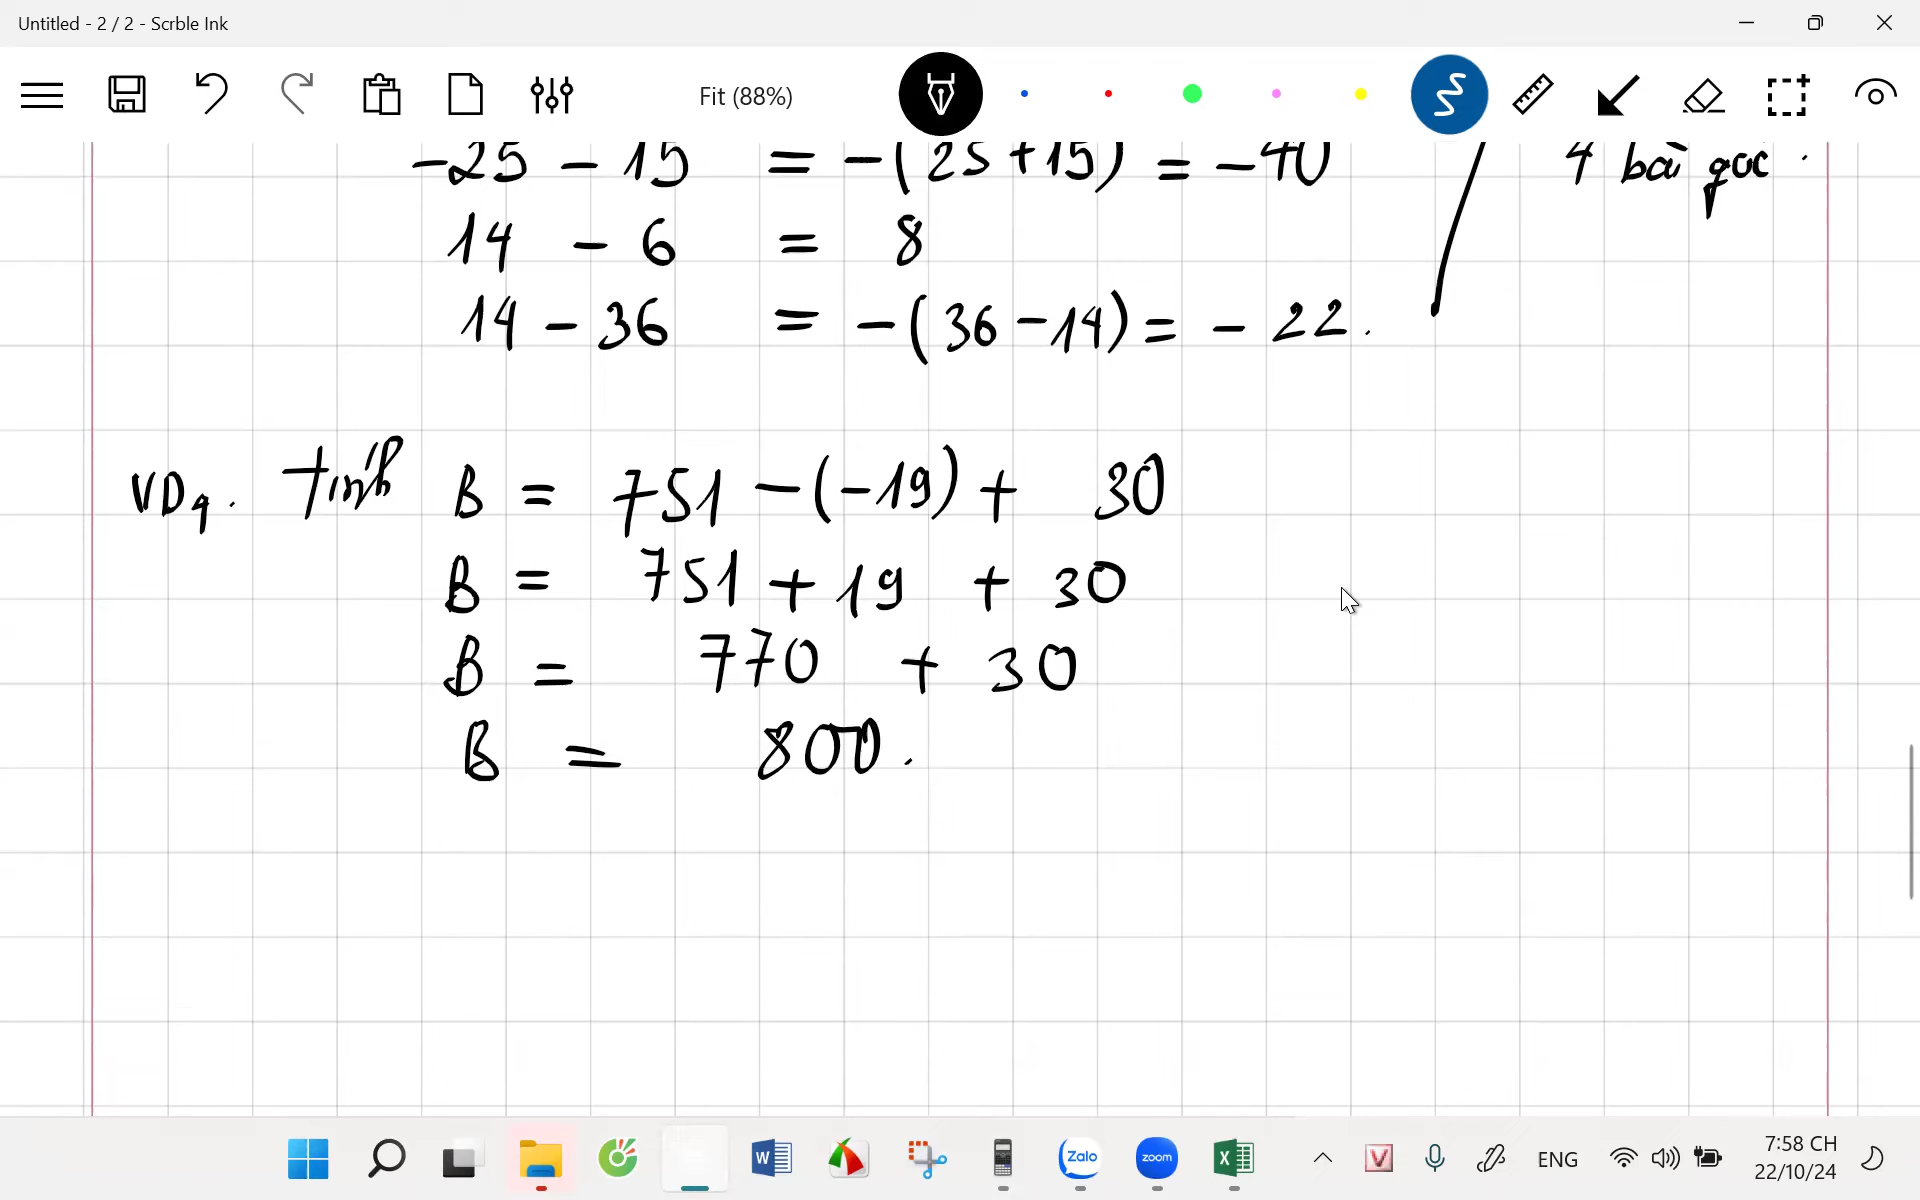 Untitled - 2 / 2 - Scrble Ink
Fit (88%)
-25 - 15 = -(25+15) = -40
4 bài gốc.
14 - 6 = 8
14 - 36 = -(36-14) = - 22.
VD4. Tính B = 751 -(-19) + 30
B = 751 + 19 + 30
B = 770 + 30
B = 800.
zoom
Zalo
ENG
7:58 CH
22/10/24